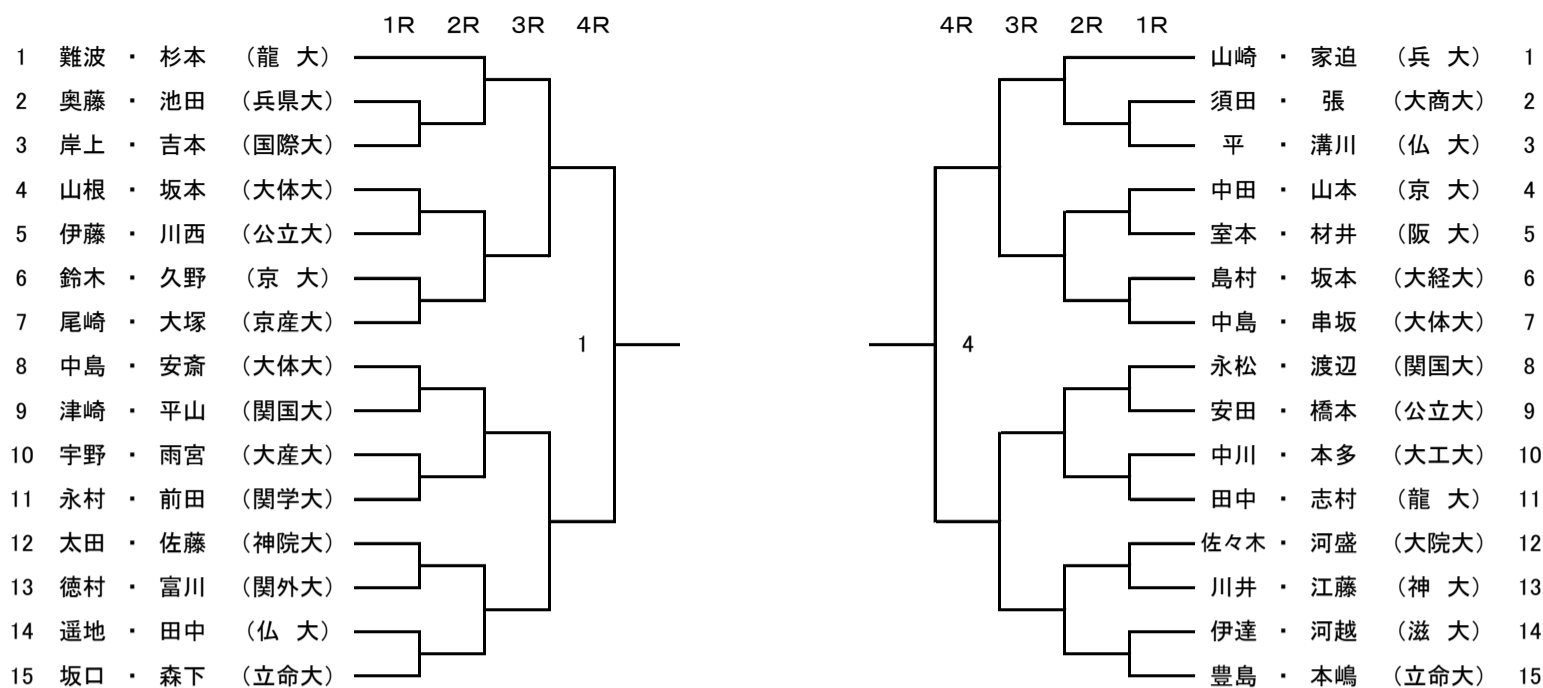 1R 2R 3R 4R 4R 3R 2R 1R
1 難波 ・ 杉本 （龍 大） 山崎 ・ 家迫 （兵 大） 1
2 奥藤 ・ 池田 （兵県大） 須田 ・ 張 （大商大） 2
3 岸上 ・ 吉本 （国際大） 平 ・ 溝川 （仏 大） 3
4 山根 ・ 坂本 （大体大） 中田 ・ 山本 （京 大） 4
5 伊藤 ・ 川西 （公立大） 室本 ・ 材井 （阪 大） 5
6 鈴木 ・ 久野 （京 大） 島村 ・ 坂本 （大経大） 6
7 尾崎 ・ 大塚 （京産大） 中島 ・ 串坂 （大体大） 7
1 4
8 中島 ・ 安斎 （大体大） 永松 ・ 渡辺 （関国大） 8
9 津崎 ・ 平山 （関国大） 安田 ・ 橋本 （公立大） 9
10 宇野 ・ 雨宮 （大産大） 中川 ・ 本多 （大工大） 10
11 永村 ・ 前田 （関学大） 田中 ・ 志村 （龍 大） 11
12 太田 ・ 佐藤 （神院大） 佐々木 ・ 河盛 （大院大） 12
13 徳村 ・ 富川 （関外大） 川井 ・ 江藤 （神 大） 13
14 遥地 ・ 田中 （仏 大） 伊達 ・ 河越 （滋 大） 14
15 坂口 ・ 森下 （立命大） 豊島 ・ 本嶋 （立命大） 15